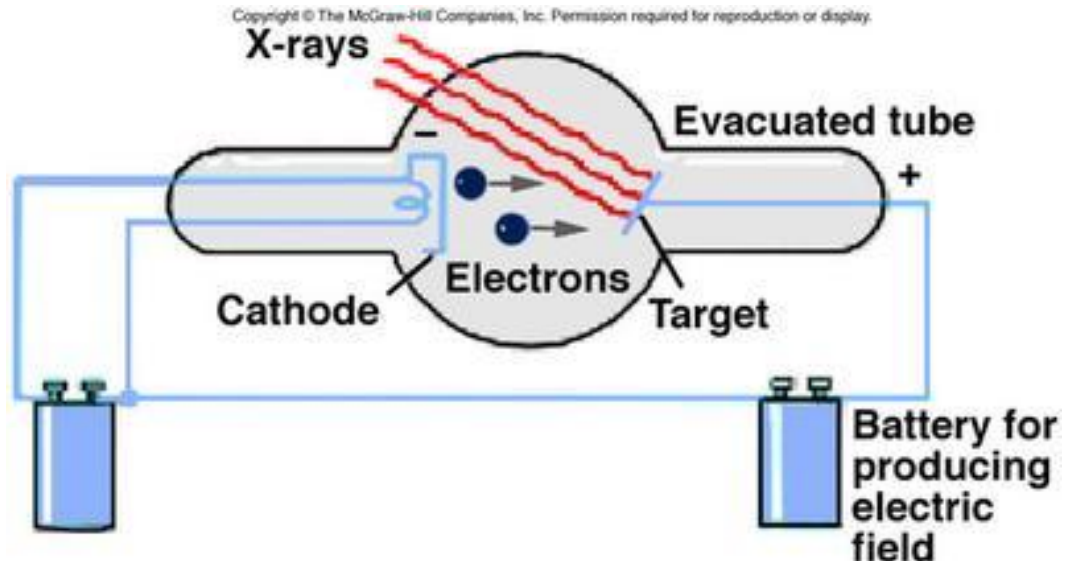 Copyright © The McGraw-Hill Companies, Inc. Permission required for reproduction or display.
X-rays
Evacuated tube
−
+
Electrons
Cathode
Target
Battery for
producing
electric
field